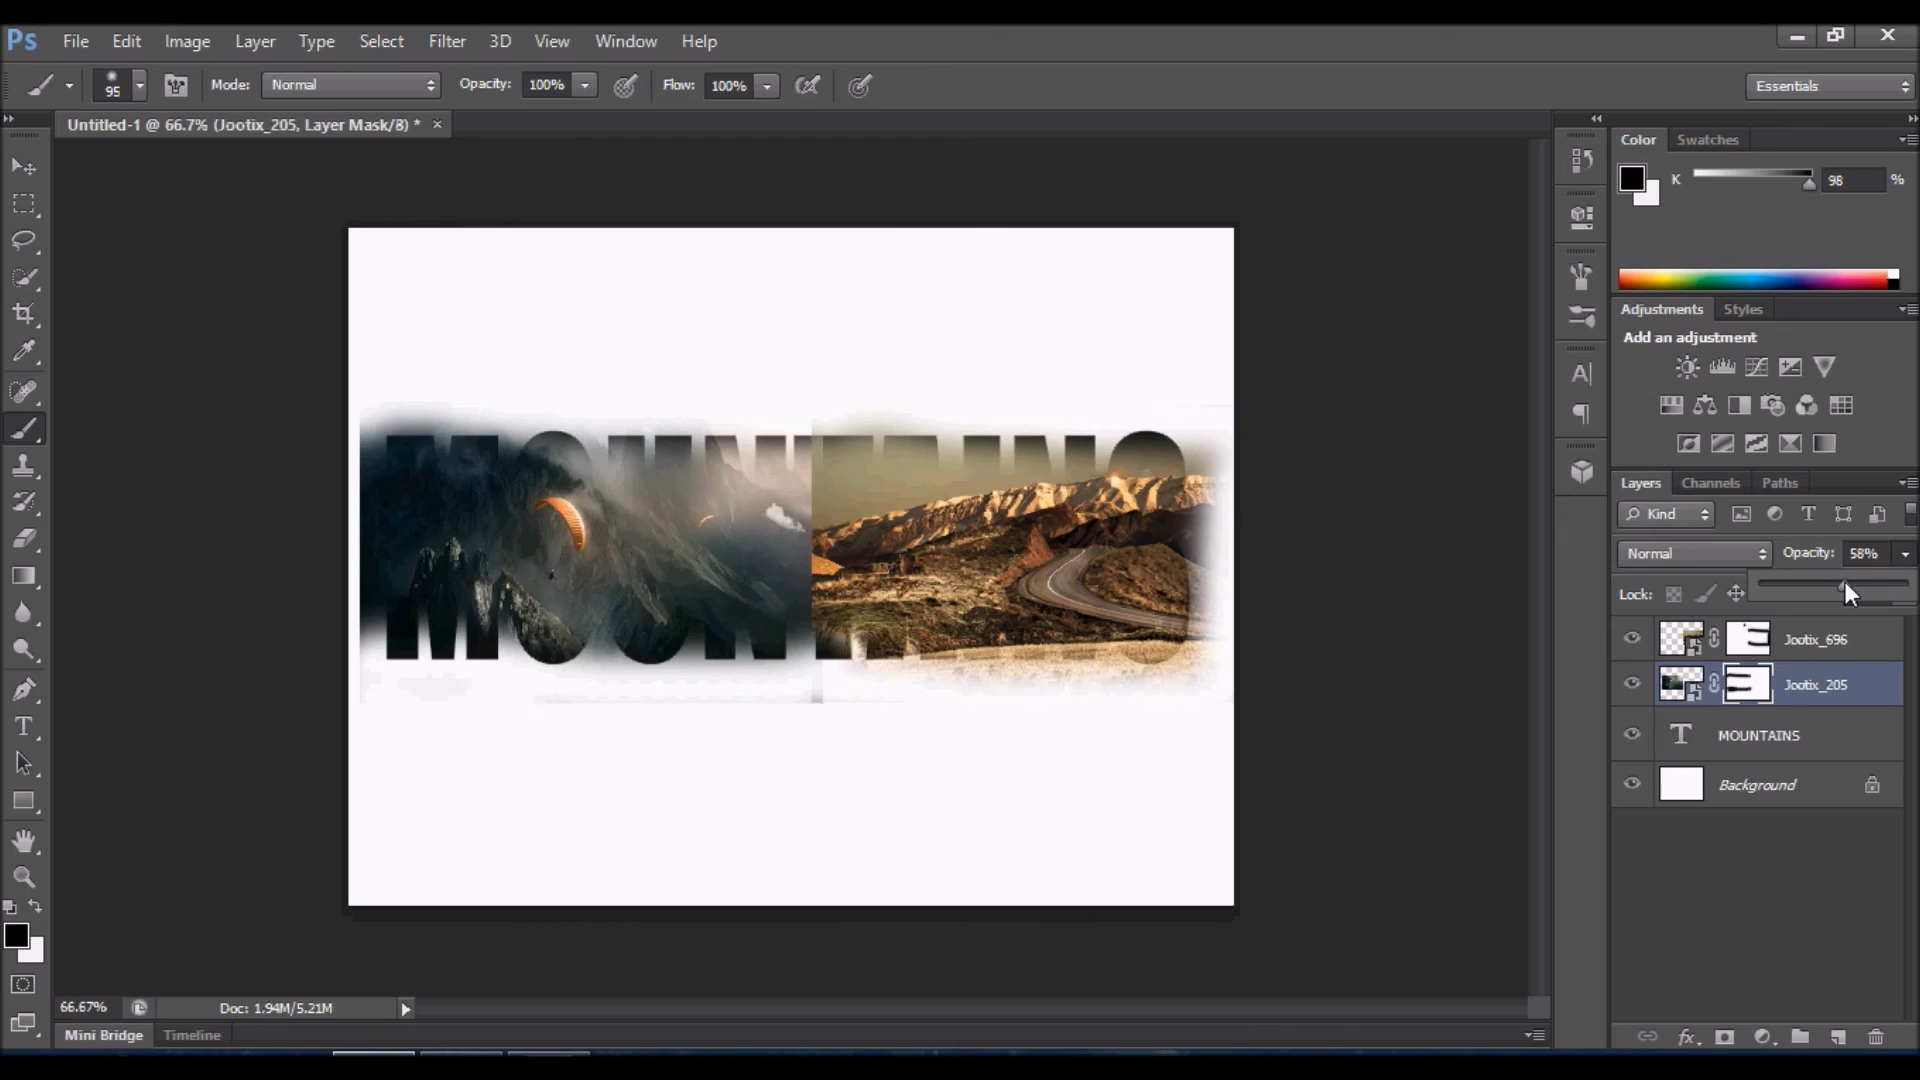 Ps File Edit Image Layer Type Select Filter 3D View Window Help
95 Mode: Normal Opacity: 100% Flow: 100% Essentials
Untitled-1 @ 66.7% (Jootix_205, Layer Mask/8) *
Color Swatches
K 98 %
Adjustments Styles
Add an adjustment
Layers Channels Paths
Kind
Normal Opacity: 58%
Lock:
Jootix_696
Jootix_205
MOUNTAINS
Background
MOUNTAINS
66.67% Doc: 1.94M/5.21M
Mini Bridge Timeline